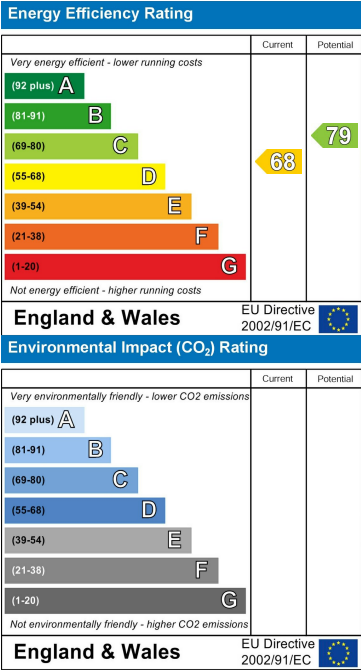 Energy Efficiency Rating
Current Potential
Very energy efficient - lower running costs
(92 plus) A
(81-91) B
(69-80) C
79
(55-68) D
68
(39-54) E
(21-38) F
(1-20) G
Not energy efficient - higher running costs
England & Wales
EU Directive
2002/91/EC
Environmental Impact (CO₂) Rating
Current Potential
Very environmentally friendly - lower CO2 emissions
(92 plus) A
(81-91) B
(69-80) C
(55-68) D
(39-54) E
(21-38) F
(1-20) G
Not environmentally friendly - higher CO2 emissions
England & Wales
EU Directive
2002/91/EC